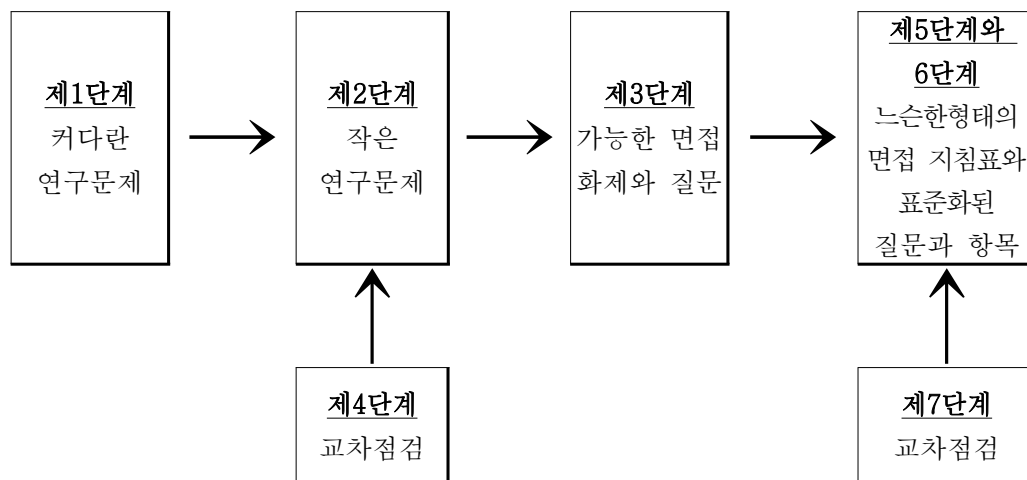 제1단계
커다란
연구문제
제2단계
작은
연구문제
제3단계
가능한 면접
화제와 질문
제5단계와
6단계
느슨한형태의
면접 지침표와
표준화된
질문과 항목
제4단계
교차점검
제7단계
교차점검